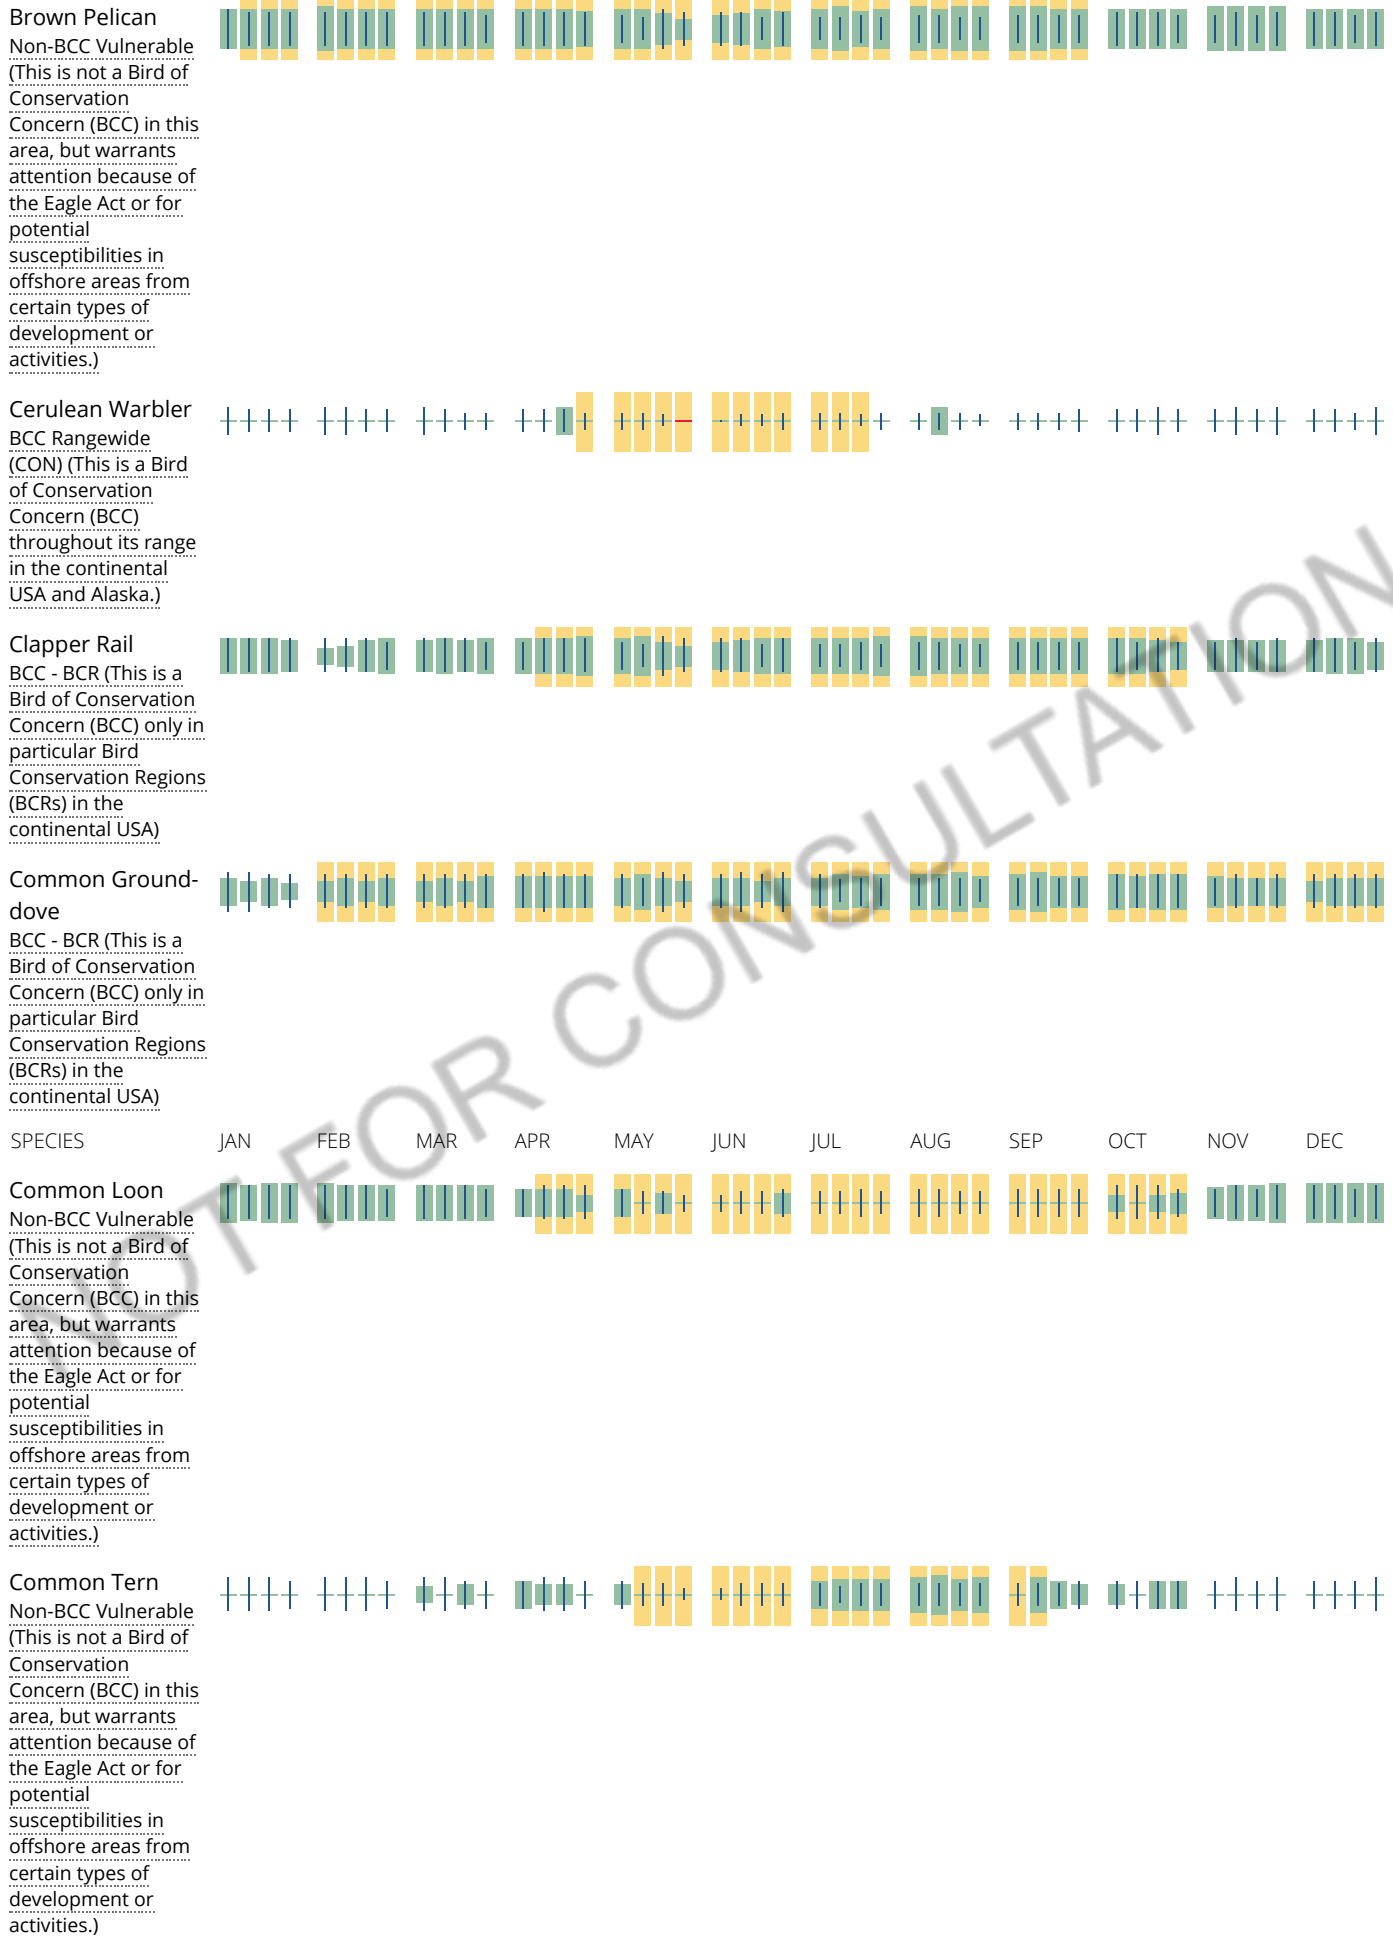 Brown Pelican
Non-BCC Vulnerable
(This is not a Bird of
Conservation
Concern (BCC) in this
area, but warrants
attention because of
the Eagle Act or for
potential
susceptibilities in
offshore areas from
certain types of
development or
activities.)
Cerulean Warbler
BCC Rangewide
(CON) (This is a Bird
of Conservation
Concern (BCC)
throughout its range
in the continental
USA and Alaska.)
Clapper Rail
BCC - BCR (This is a
Bird of Conservation
Concern (BCC) only in
particular Bird
Conservation Regions
(BCRs) in the
continental USA)
Common Ground-
dove
BCC - BCR (This is a
Bird of Conservation
Concern (BCC) only in
particular Bird
Conservation Regions
(BCRs) in the
continental USA)
SPECIES JAN FEB MAR APR MAY JUN JUL AUG SEP OCT NOV DEC
Common Loon
Non-BCC Vulnerable
(This is not a Bird of
Conservation
Concern (BCC) in this
area, but warrants
attention because of
the Eagle Act or for
potential
susceptibilities in
offshore areas from
certain types of
development or
activities.)
Common Tern
Non-BCC Vulnerable
(This is not a Bird of
Conservation
Concern (BCC) in this
area, but warrants
attention because of
the Eagle Act or for
potential
susceptibilities in
offshore areas from
certain types of
development or
activities.)
NOT FOR CONSULTATION